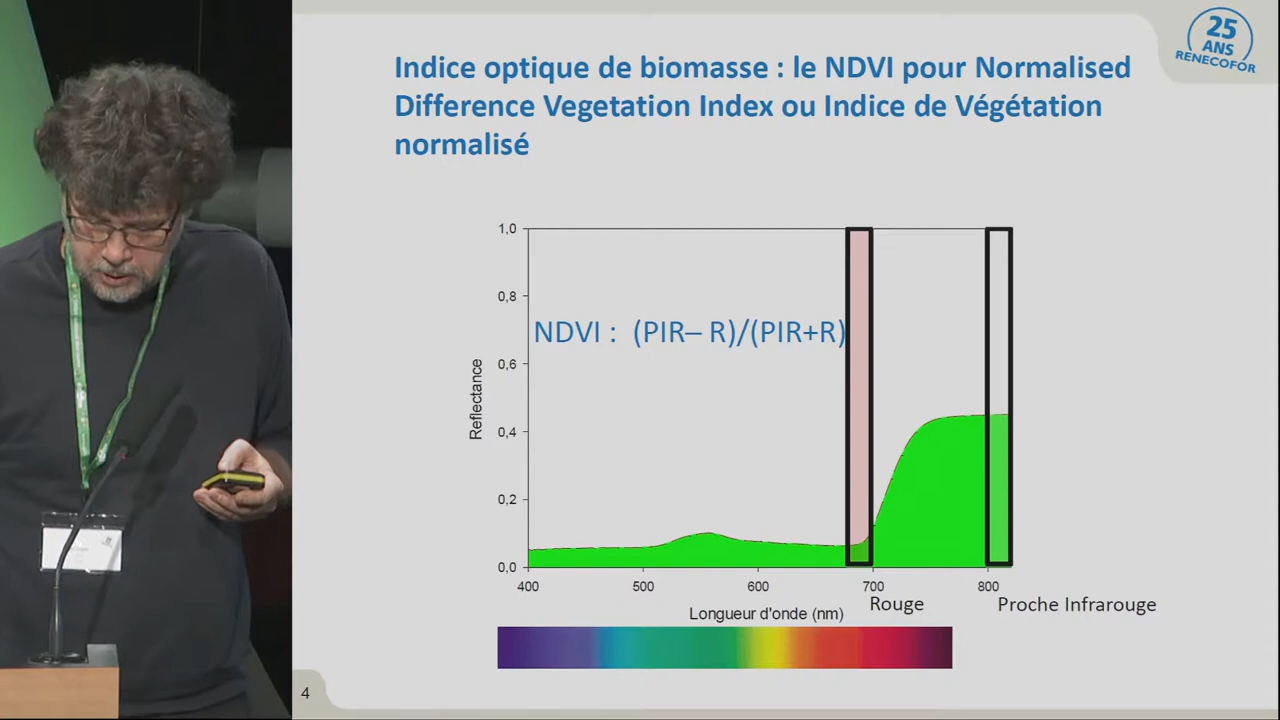 25
ANS
RENECOFOR
Indice optique de biomasse : le NDVI pour Normalised
Difference Vegetation Index ou Indice de Végétation
normalisé
1,0
0,8
NDVI : (PIR– R)/(PIR+R)
0,6
Reflectance
0,4
0,2
0,0
400
500
600
700
800
Rouge
Proche Infrarouge
Longueur d'onde (nm)
4